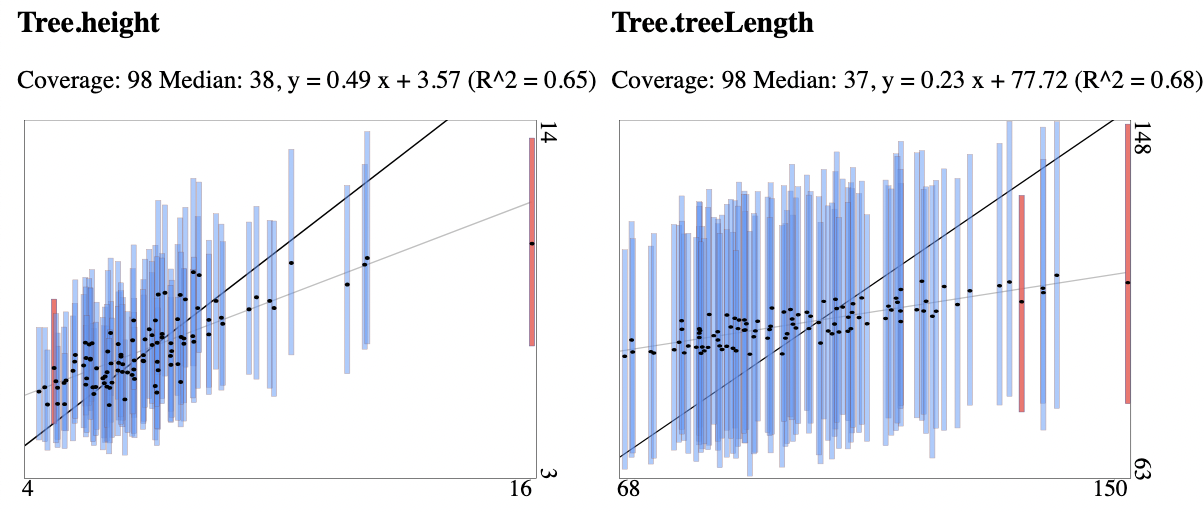 Tree.height
Coverage: 98 Median: 38, y = 0.49 x + 3.57 (R^2 = 0.65)
14
3
4
16
Tree.treeLength
Coverage: 98 Median: 37, y = 0.23 x + 77.72 (R^2 = 0.68)
148
63
68
150